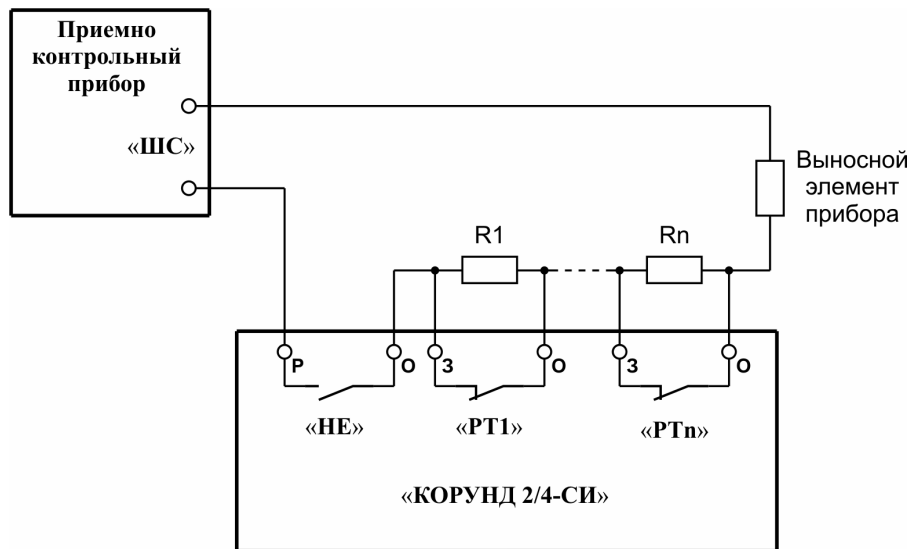 Приемно
контрольный
прибор
«ШС»
Выносной
элемент
прибора
R1
Rn
Р
О
З
О
З
О
«НЕ»
«РТ1»
«РТn»
«КОРУНД 2/4-СИ»